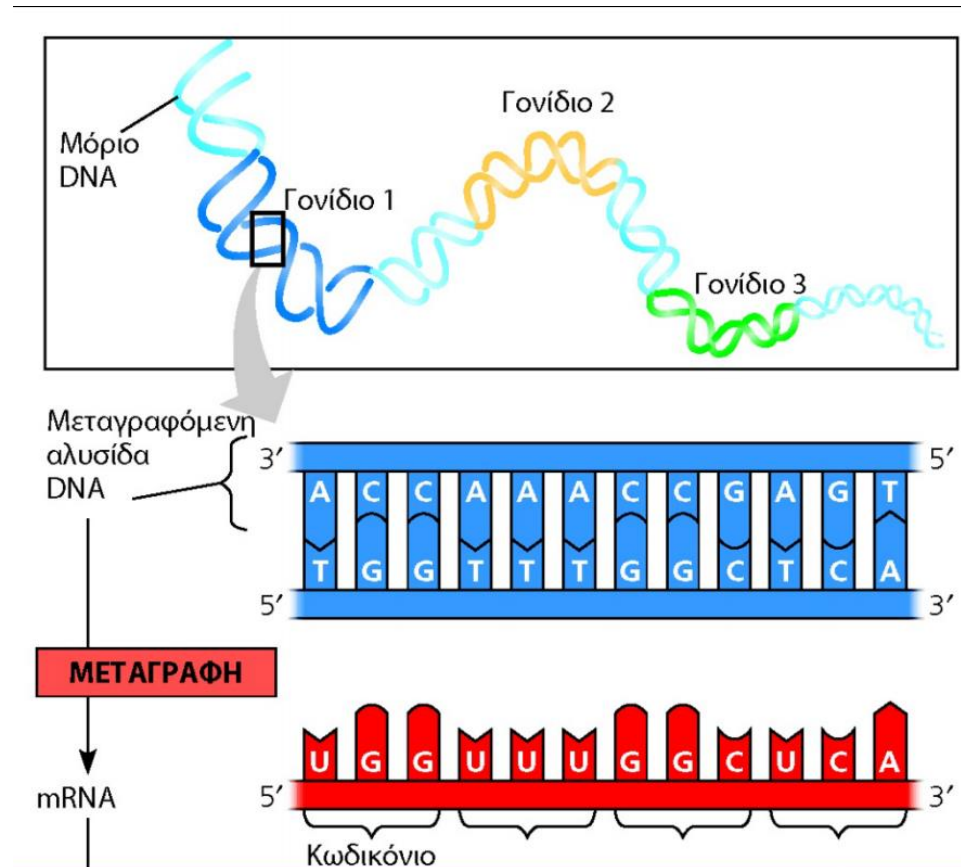 Γονίδιο 2
Μόριο
DNA
Γονίδιο 1
Γονίδιο 3
Μεταγραφόμενη
αλυσίδα
DNA
3′ 5′
A C C A A A C C G A G T
T G G T T T G G C T C A
5′ 3′
ΜΕΤΑΓΡΑΦΗ
U G G U U U G G C U C A
mRNA
5′ 3′
Κωδικόνιο